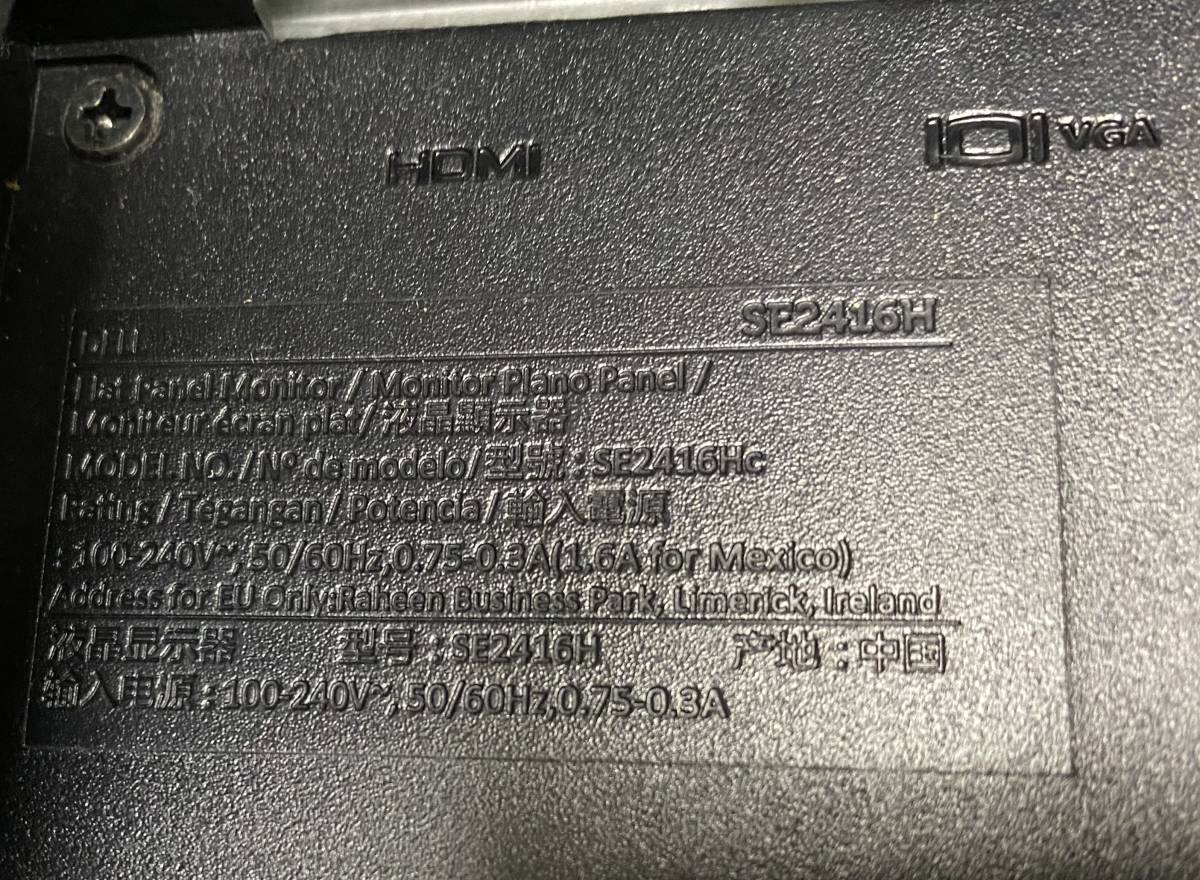 HDMI
VGA
DELL
SE2416H
Flat Panel Monitor / Monitor Plano Panel /
Moniteur écran plat/ 液晶顯示器
MODEL NO. / Nº de modelo/ 型號 : SE2416Hc
Rating / Tegangan / Potencia / 輸入電源
: 100-240V~, 50/60Hz, 0.75-0.3A(1.6A for Mexico)
Address for EU Only:Raheen Business Park, Limerick, Ireland
液晶显示器 型号 : SE2416H 产地 : 中国
输入电源 : 100-240V~, 50/60Hz, 0.75-0.3A